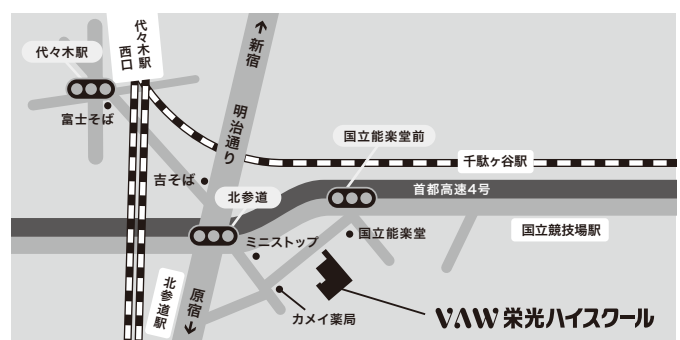 代々木駅
西口
代々木駅
富士そば
↑新宿
明治通り
国立能楽堂前
千駄ヶ谷駅
吉そば
北参道
首都高速4号
国立競技場駅
ミニストップ
国立能楽堂
北参道駅
原宿↓
カメイ薬局
VAW 栄光ハイスクール